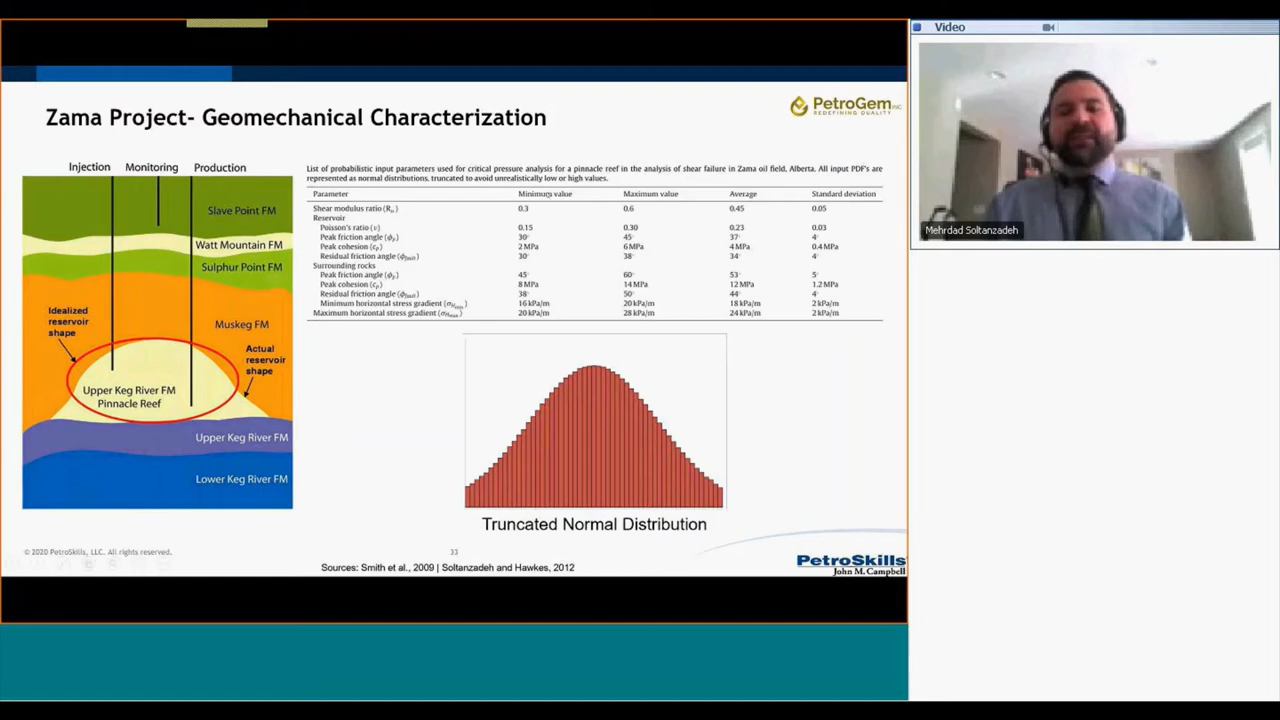 Video
Zama Project- Geomechanical Characterization
PetroGem INC
REDEFINING QUALITY
Injection Monitoring Production
Slave Point FM
Watt Mountain FM
Sulphur Point FM
Idealized
reservoir
shape
Muskeg FM
Actual
reservoir
shape
Upper Keg River FM
Pinnacle Reef
Upper Keg River FM
Lower Keg River FM
List of probabilistic input parameters used for critical pressure analysis for a pinnacle reef in the analysis of shear failure in Zama oil field, Alberta. All input PDF's are
represented as normal distributions, truncated to avoid unrealistically low or high values.
Parameter Minimum value Maximum value Average Standard deviation
Shear modulus ratio (Rμ) 0.3 0.6 0.45 0.05
Reservoir
Poisson's ratio (ν) 0.15 0.30 0.23 0.03
Peak friction angle (ϕp) 30° 45° 37° 4°
Peak cohesion (cp) 2 MPa 6 MPa 4 MPa 0.4 MPa
Residual friction angle 30° 38° 34° 4°
Surrounding rocks
Peak friction angle (ϕp) 45° 60° 53° 5°
Peak cohesion (cp) 8 MPa 14 MPa 12 MPa 1.2 MPa
Residual friction angle 38° 50° 44° 4°
Minimum horizontal stress gradient (σHmin) 16 kPa/m 20 kPa/m 18 kPa/m 2 kPa/m
Maximum horizontal stress gradient (σHmax) 20 kPa/m 28 kPa/m 24 kPa/m 2 kPa/m
Truncated Normal Distribution
© 2020 PetroSkills, LLC. All rights reserved.
33
Sources: Smith et al., 2009 | Soltanzadeh and Hawkes, 2012
PetroSkills
John M. Campbell
Mehrdad Soltanzadeh